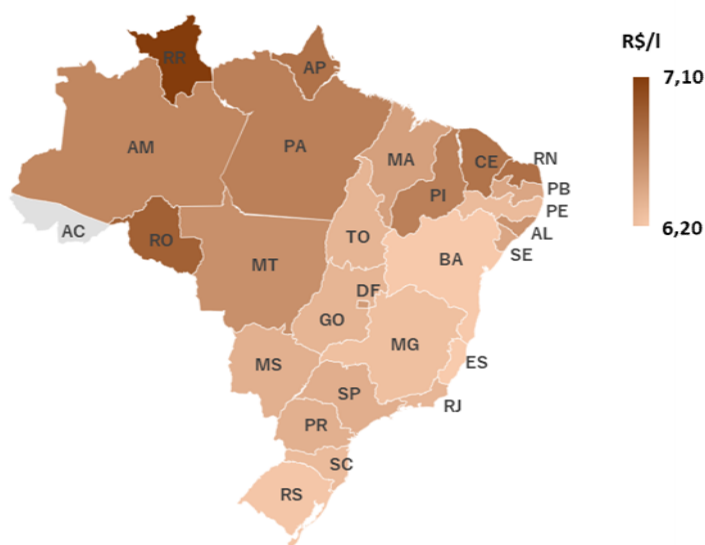 R$/l
7,10
6,20
RR
AP
AM
PA
MA
CE
RN
PB
PE
AL
SE
PI
AC
RO
TO
BA
MT
DF
GO
MG
ES
MS
SP
RJ
PR
SC
RS